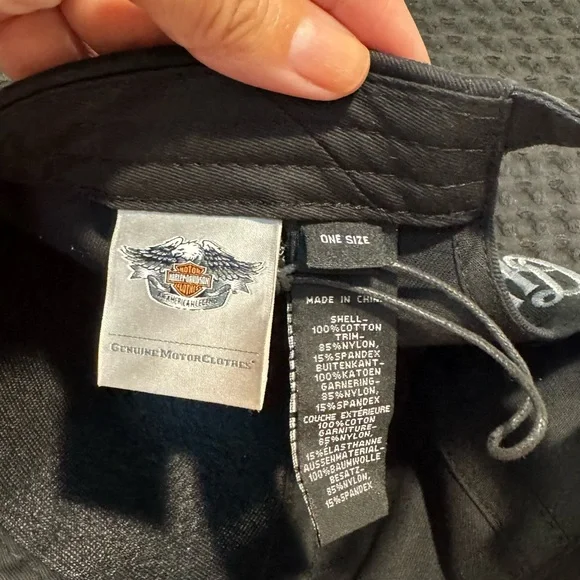 MOTOR
HARLEY-DAVIDSON
CLOTHES
AN AMERICAN LEGEND
GENUINE MOTORCLOTHES
ONE SIZE
MADE IN CHINA
SHELL-
100%COTTON
TRIM-
85%NYLON,
15%SPANDEX
BUITENKANT-
100%KATOEN
GARNERING-
85%NYLON,
15%SPANDEX
COUCHE EXTÉRIEURE
100%COTON
GARNITURE-
85%NYLON,
15%ÉLASTHANNE
AUSSENMATERIAL-
100%BAUMWOLLE
BESATZ-
85%NYLON,
15%SPANDEX